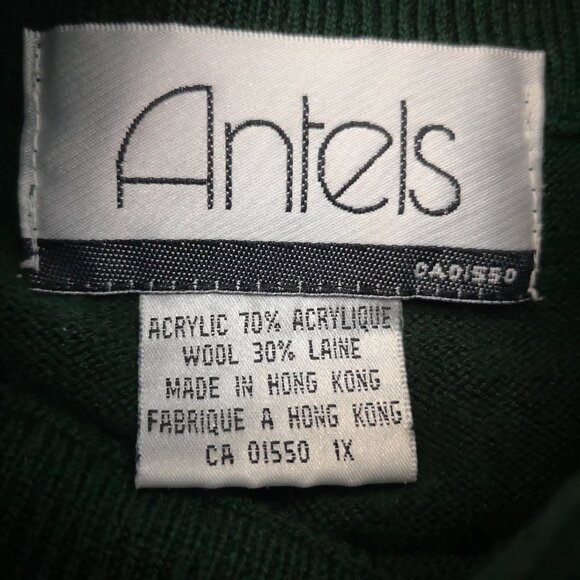 Antels
CA01550
ACRYLIC 70% ACRYLIQUE
WOOL 30% LAINE
MADE IN HONG KONG
FABRIQUE A HONG KONG
CA 01550 1X